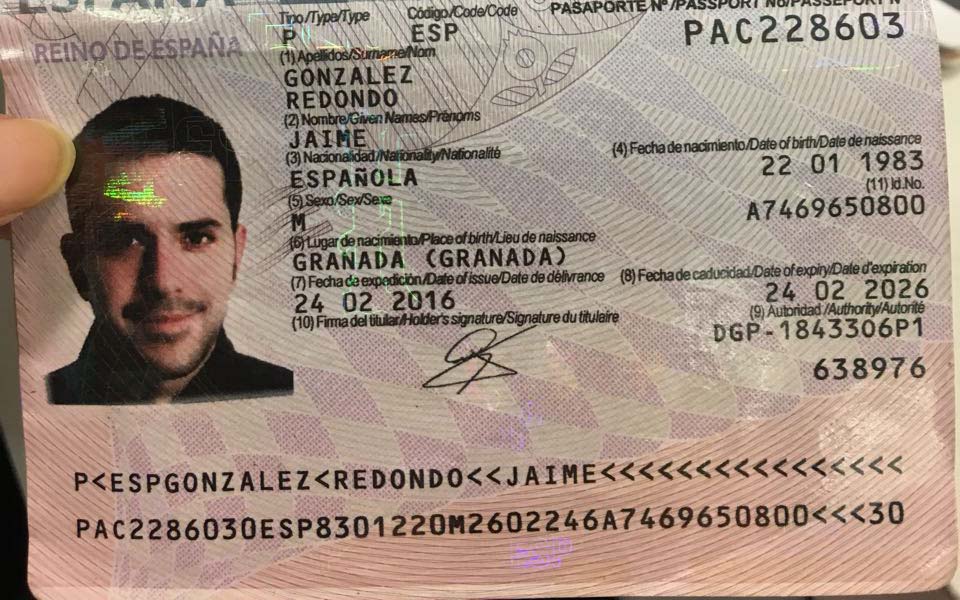 ESPAÑA
REINO DE ESPAÑA
Tipo/Type/Type Código/Code/Code PASAPORTE Nº/PASSPORT No/PASSEPORT Nº
P ESP PAC228603
(1) Apellidos/Surname/Nom
GONZALEZ
REDONDO
(2) Nombre/Given Names/Prénoms
JAIME
(3) Nacionalidad/Nationality/Nationalité (4) Fecha de nacimiento/Date of birth/Date de naissance
ESPAÑOLA 22 01 1983
(5) Sexo/Sex/Sexe (11) Id.No.
M A7469650800
(6) Lugar de nacimiento/Place of birth/Lieu de naissance
GRANADA (GRANADA)
(7) Fecha de expedición/Date of issue/Date de délivrance (8) Fecha de caducidad/Date of expiry/Date d'expiration
24 02 2016 24 02 2026
(10) Firma del titular/Holder's signature/Signature du titulaire (9) Autoridad /Authority/Autorité
DGP-1843306P1
638976
P<ESPGONZALEZ<REDONDO<<JAIME<<<<<<<<<<<<<<<<
PAC2286030ESP8301220M2602246A7469650800<<<30